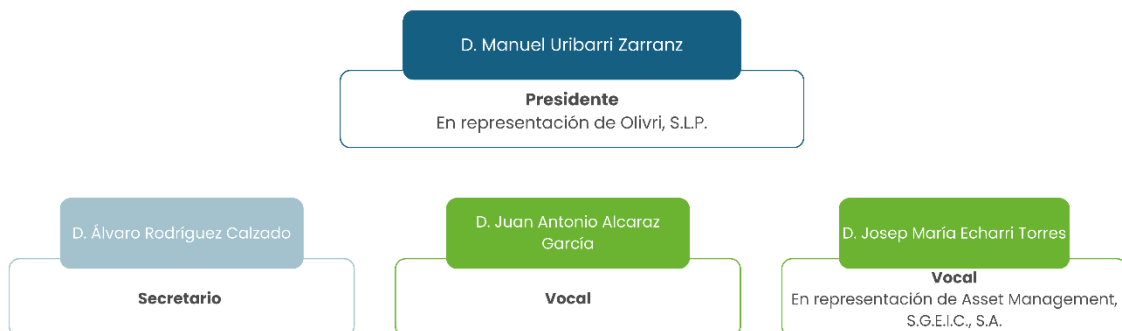 D. Manuel Uribarri Zarranz
Presidente
En representación de Olivri, S.L.P.
D. Álvaro Rodríguez Calzado
Secretario
D. Juan Antonio Alcaraz
García
Vocal
D. Josep María Echarri Torres
Vocal
En representación de Asset Management,
S.G.E.I.C., S.A.